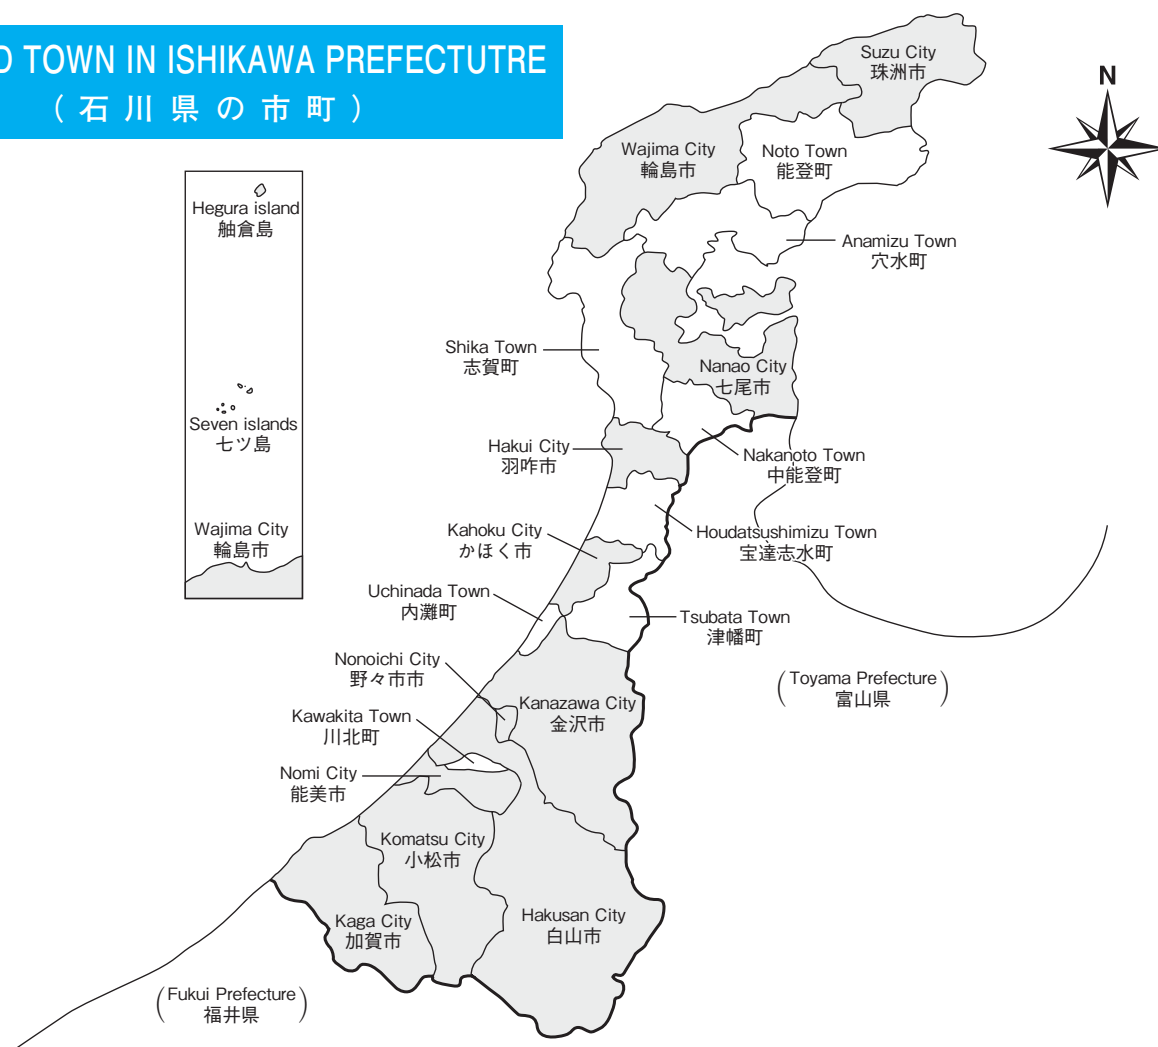 D TOWN IN ISHIKAWA PREFECTUTRE
(石川県の市町)
N
Suzu City
珠洲市
Wajima City
輪島市
Noto Town
能登町
Hegura island
舳倉島
Anamizu Town
穴水町
Shika Town
志賀町
Nanao City
七尾市
Seven islands
七ツ島
Hakui City
羽咋市
Nakanoto Town
中能登町
Wajima City
輪島市
Kahoku City
かほく市
Houdatsushimizu Town
宝達志水町
Uchinada Town
内灘町
Tsubata Town
津幡町
Nonoichi City
野々市市
(Toyama Prefecture)
富山県
Kanazawa City
金沢市
Kawakita Town
川北町
Nomi City
能美市
Komatsu City
小松市
Kaga City
加賀市
Hakusan City
白山市
(Fukui Prefecture)
福井県